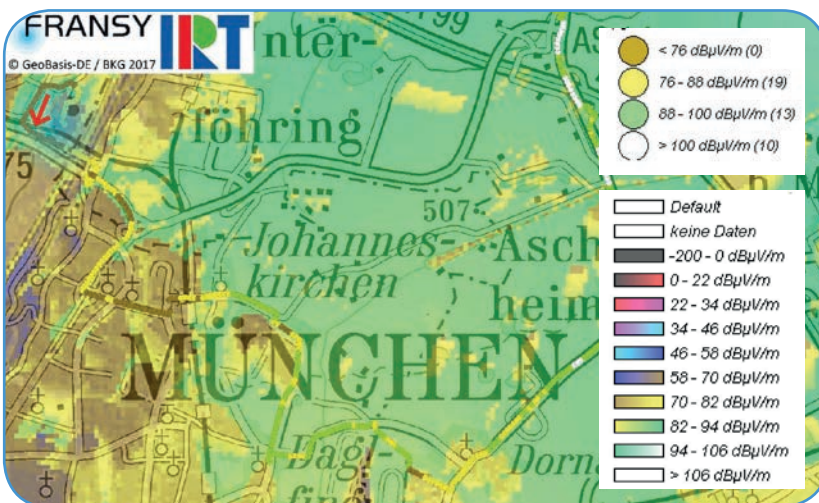 FRANSY IRT
© GeoBasis-DE / BKG 2017
nter-
föhring
75
99
507
Johannes-
kirchen
Asch
heim
MÜNCHEN
Dagl-
fing
Dorna
< 76 dBµV/m (0)
76 - 88 dBµV/m (19)
88 - 100 dBµV/m (13)
> 100 dBµV/m (10)
Default
keine Daten
-200 - 0 dBµV/m
0 - 22 dBµV/m
22 - 34 dBµV/m
34 - 46 dBµV/m
46 - 58 dBµV/m
58 - 70 dBµV/m
70 - 82 dBµV/m
82 - 94 dBµV/m
94 - 106 dBµV/m
> 106 dBµV/m